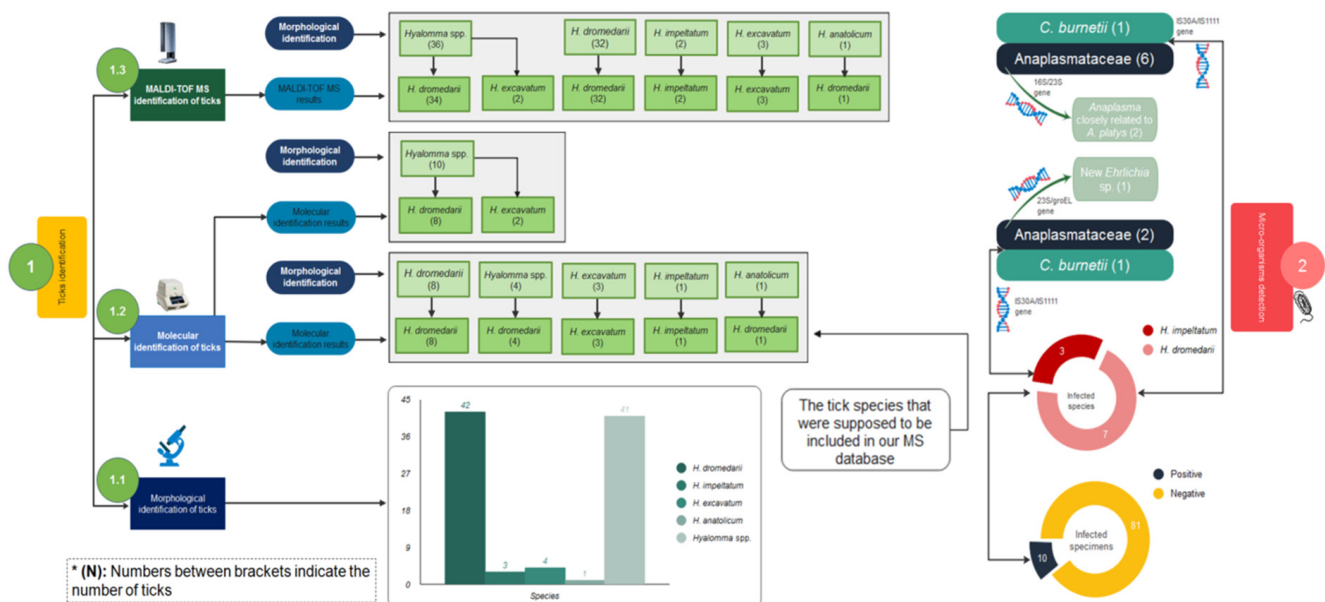 1
Ticks identification
1.3
MALDI-TOF MS
identification of ticks
Morphological
identification
MALDI-TOF MS
results
Hyalomma spp.
(36)
H. dromedarii
(32)
H. impeltatum
(2)
H. excavatum
(3)
H. anatolicum
(1)
H. dromedarii
(34)
H. excavatum
(2)
H. dromedarii
(32)
H. impeltatum
(2)
H. excavatum
(3)
H. dromedarii
(1)
1.2
Molecular
identification of ticks
Morphological
identification
Molecular
identification results
Hyalomma spp.
(10)
H. dromedarii
(8)
H. excavatum
(2)
Morphological
identification
Molecular
identification results
H. dromedarii
(8)
Hyalomma spp.
(4)
H. excavatum
(3)
H. impeltatum
(1)
H. anatolicum
(1)
H. dromedarii
(8)
H. dromedarii
(4)
H. excavatum
(3)
H. impeltatum
(1)
H. dromedarii
(1)
The tick species that
were supposed to be
included in our MS
database
1.1
Morphological
identification of ticks
45
36
27
18
9
0
42
3
4
1
41
Species
H. dromedarii
H. impeltatum
H. excavatum
H. anatolicum
Hyalomma spp.
* (N): Numbers between brackets indicate the
number of ticks
C. burnetii (1)
IS30A/IS1111
gene
Anaplasmataceae (6)
16S/23S
gene
Anaplasma
closely related to
A. platys (2)
New Ehrlichia
sp. (1)
23S/groEL
gene
Anaplasmataceae (2)
C. burnetii (1)
IS30A/IS1111
gene
2
Micro-organisms detection
H. impeltatum
H. dromedarii
3
Infected
species
7
Positive
Negative
81
Infected
specimens
10